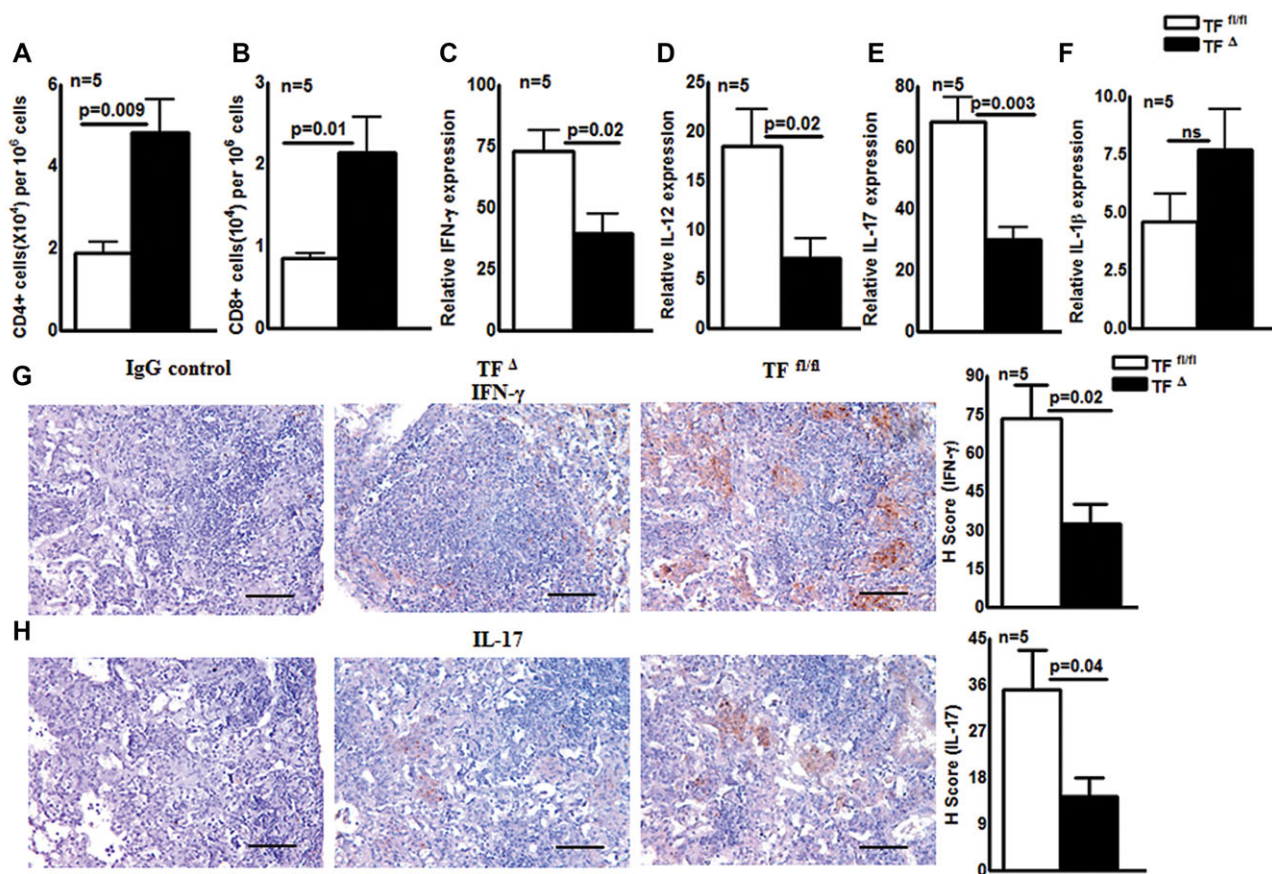 TF fl/fl
TF Δ
A
B
C
D
E
F
CD4+ cells(X10⁴) per 10⁶ cells
6
4
2
0
n=5
p=0.009
CD8+ cells(10⁴) per 10⁶ cells
3
2
1
0
n=5
p=0.01
Relative IFN-γ expression
100
75
50
25
0
n=5
p=0.02
Relative IL-12 expression
25
20
15
10
5
0
n=5
p=0.02
Relative IL-17 expression
80
60
40
20
0
n=5
p=0.003
Relative IL-1β expression
10.0
7.5
5.0
2.5
0.0
n=5
ns
G
IgG control
TF Δ
IFN-γ
TF fl/fl
TF fl/fl
TF Δ
H Score (IFN-γ)
90
75
60
45
30
15
0
n=5
p=0.02
H
IL-17
H Score (IL-17)
45
36
27
18
9
0
n=5
p=0.04